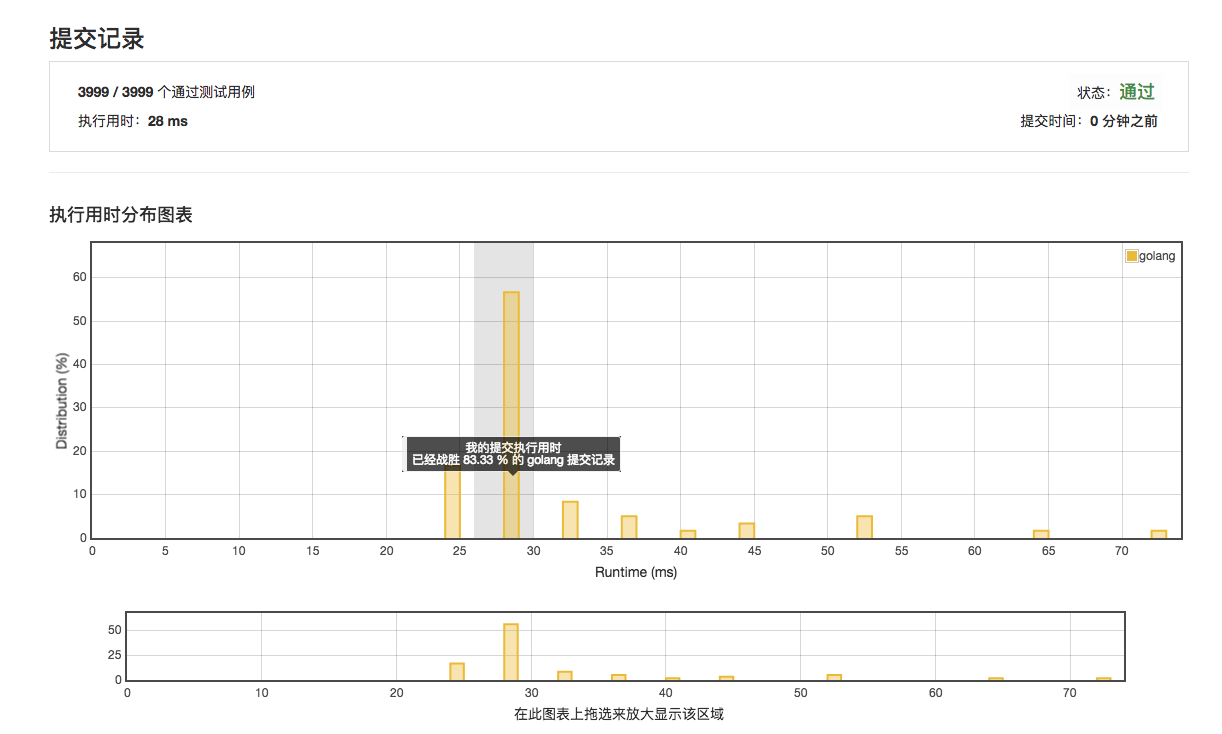 提交记录
3999 / 3999 个通过测试用例
状态：通过
执行用时：28 ms
提交时间：0 分钟之前
执行用时分布图表
golang
60
50
40
30
20
10
0
Distribution (%)
我的提交执行用时
已经战胜 83.33 % 的 golang 提交记录
0 5 10 15 20 25 30 35 40 45 50 55 60 65 70
Runtime (ms)
50
25
0
0 10 20 30 40 50 60 70
在此图表上拖选来放大显示该区域